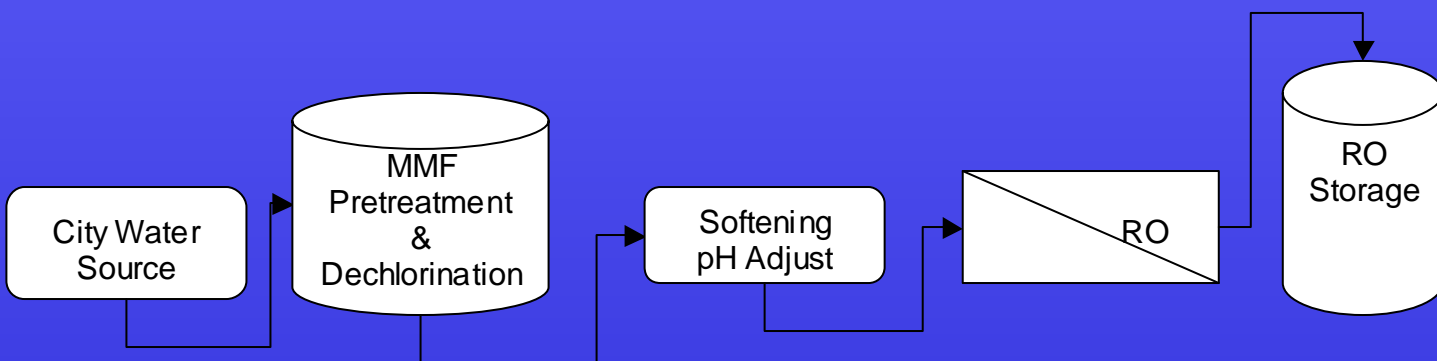 City Water
Source
MMF
Pretreatment
&
Dechlorination
Softening
pH Adjust
RO
RO
Storage